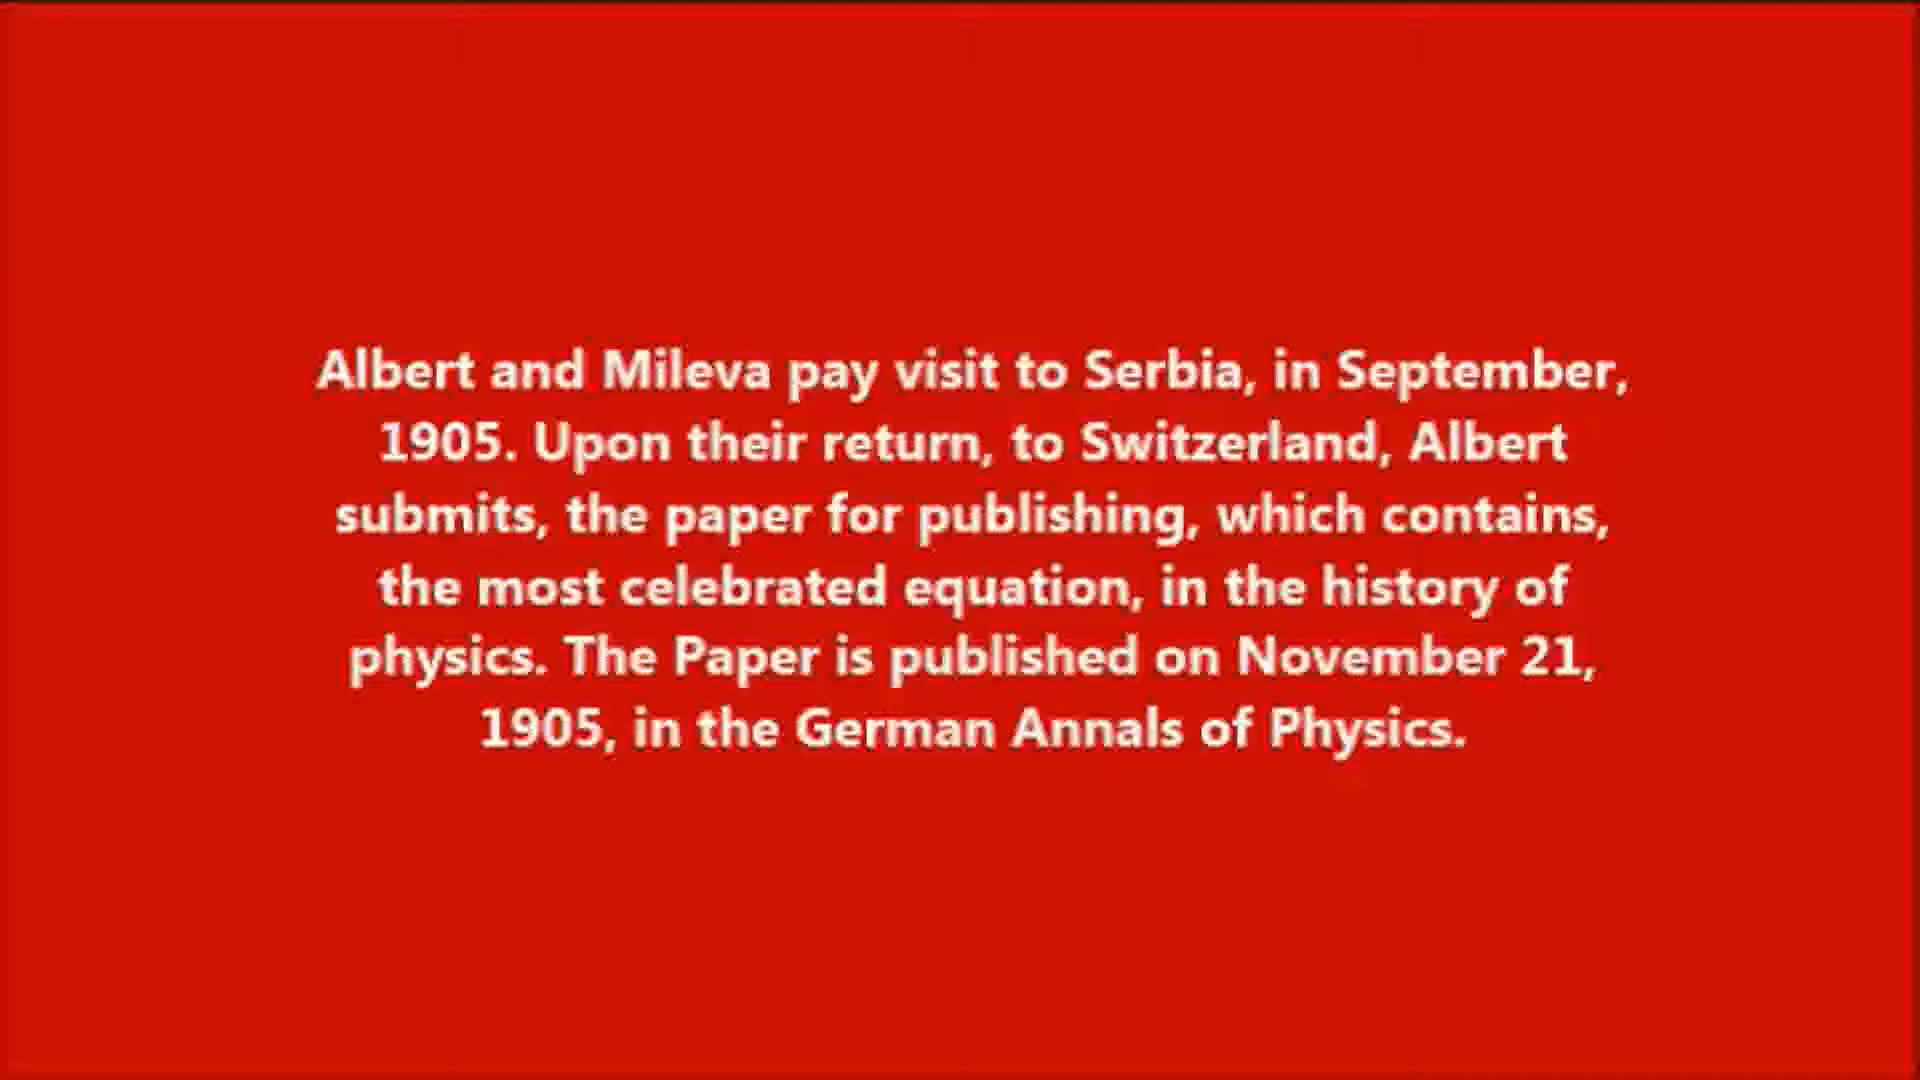 Albert and Mileva pay visit to Serbia, in September,
1905. Upon their return, to Switzerland, Albert
submits, the paper for publishing, which contains,
the most celebrated equation, in the history of
physics. The Paper is published on November 21,
1905, in the German Annals of Physics.